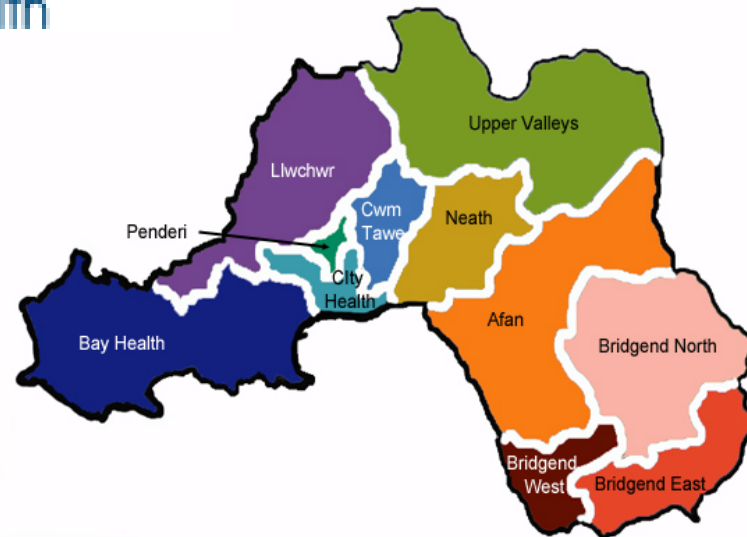 Upper Valleys
Llwchwr
Cwm
Tawe
Neath
Penderi
CIty
Health
Afan
Bay Health
Bridgend North
Bridgend
West
Bridgend East